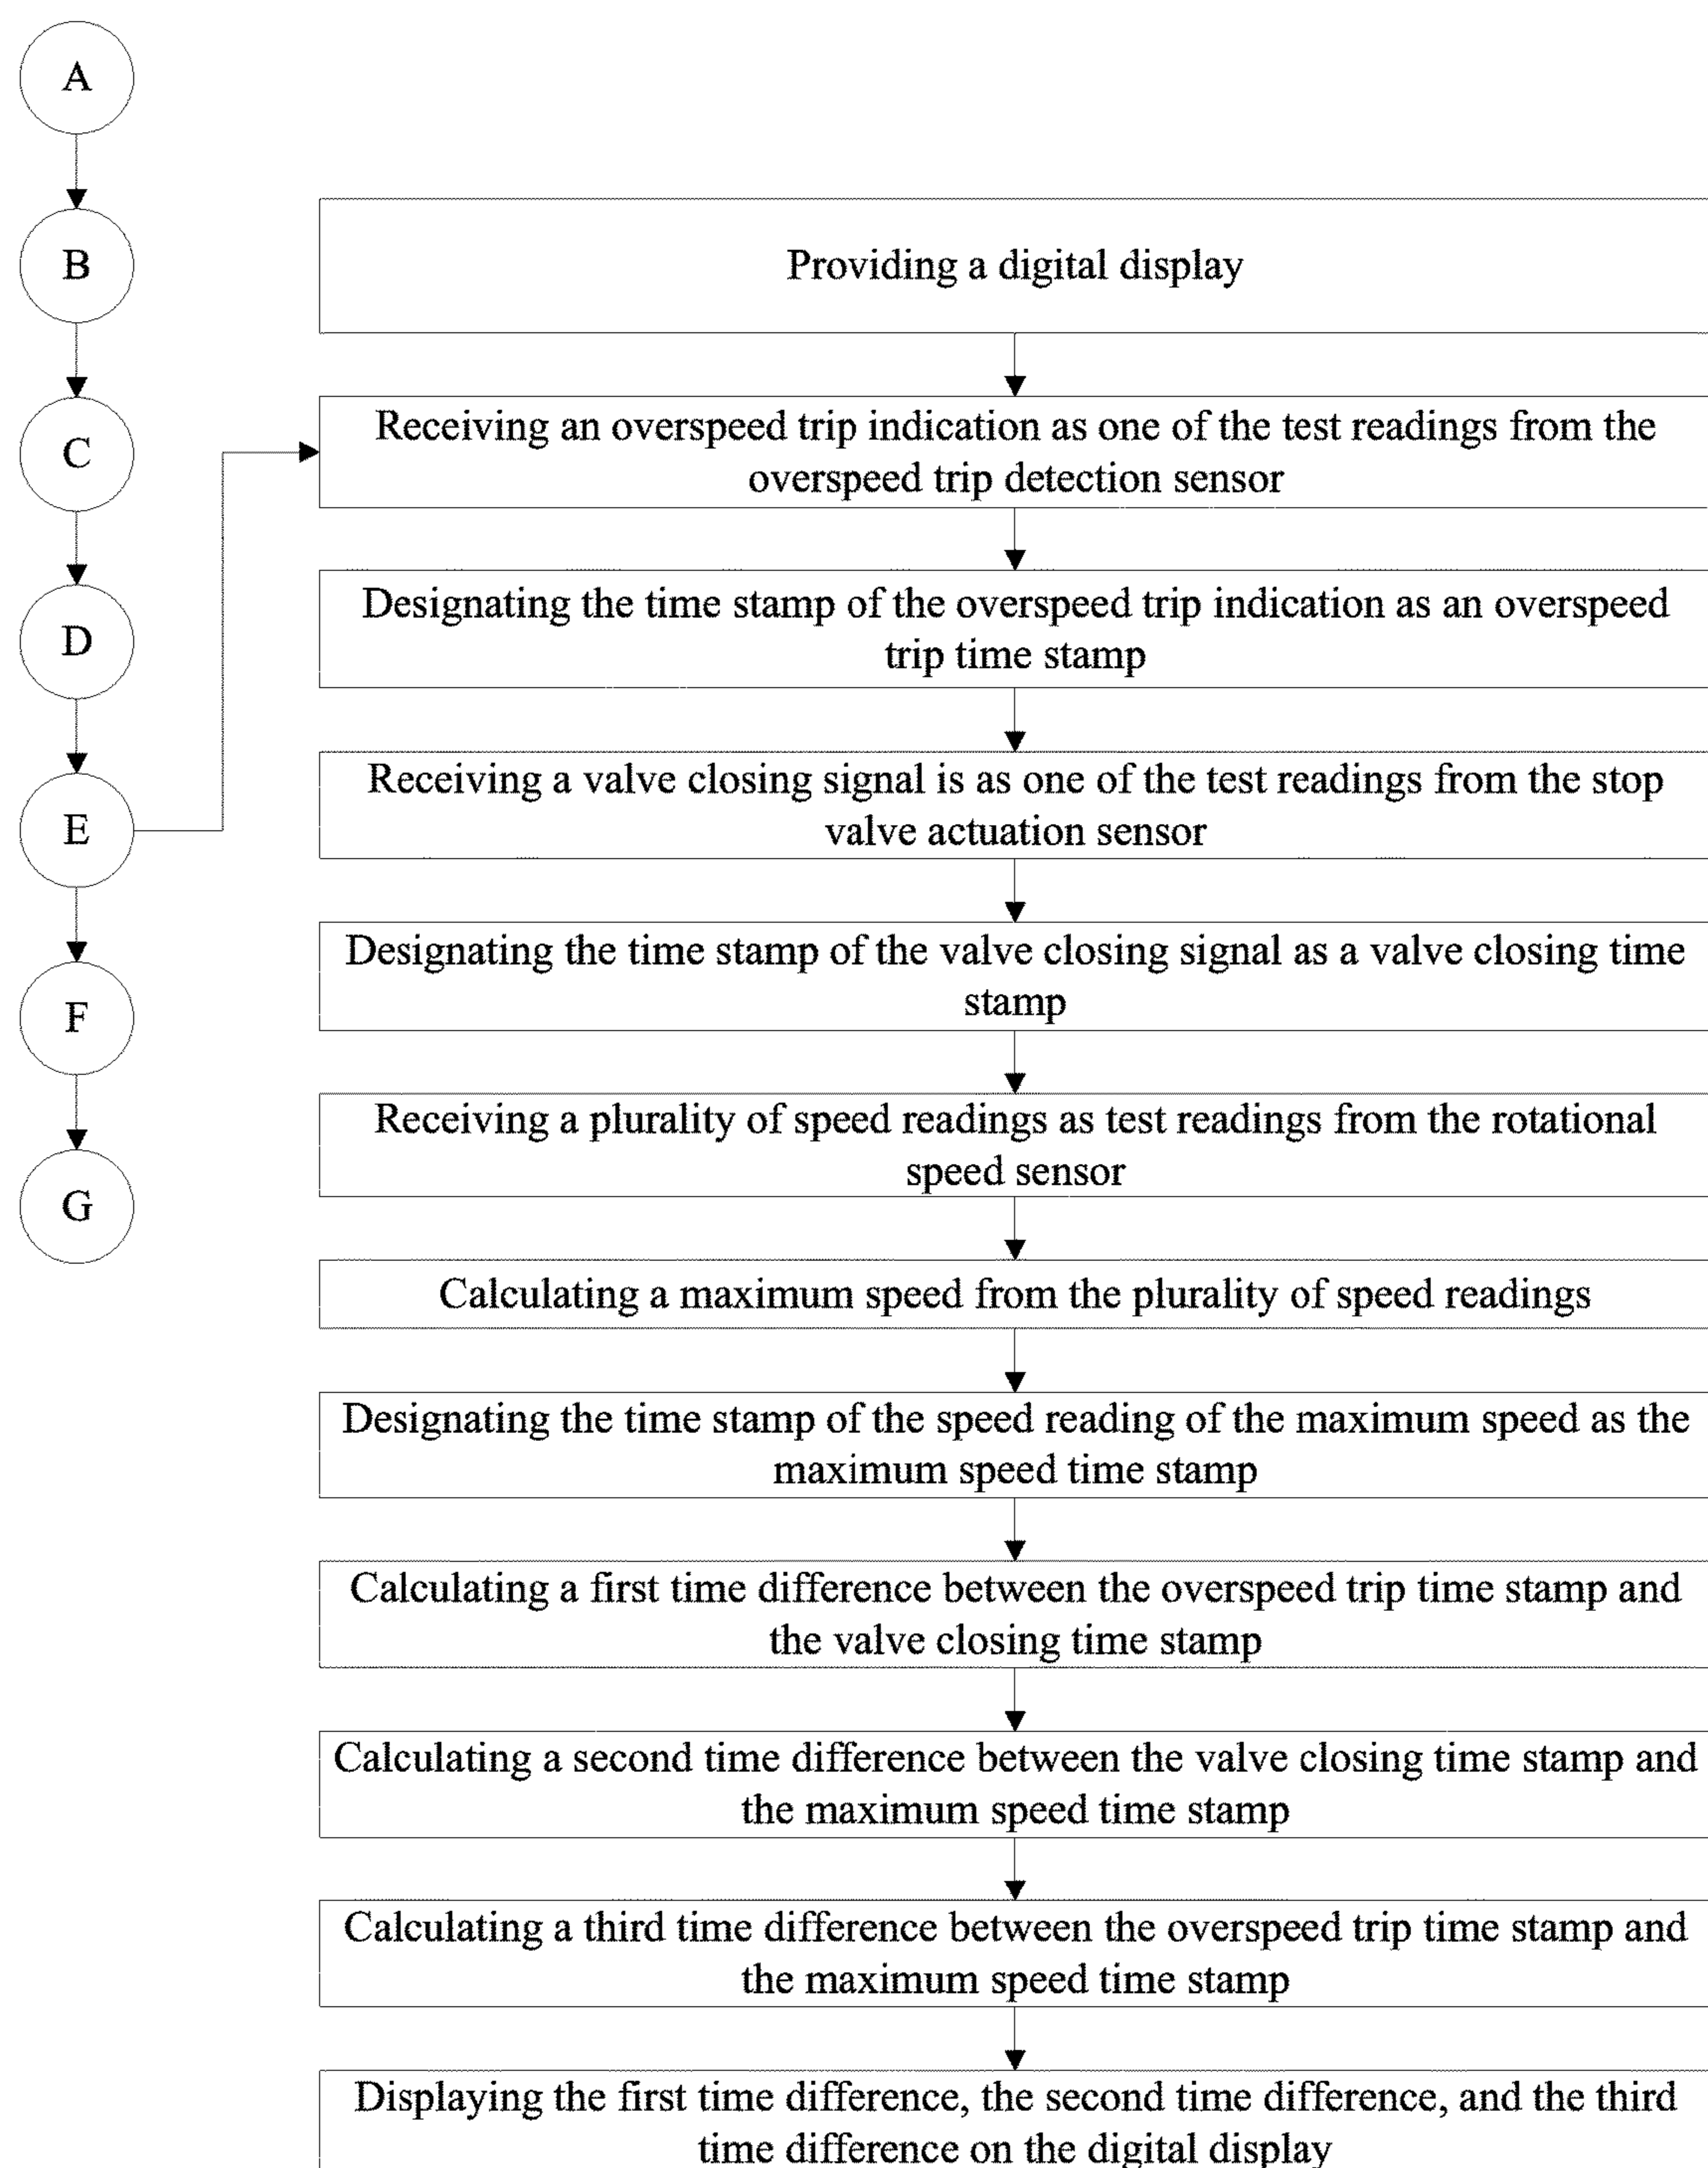 A
B
C
D
E
F
G
Providing a digital display
Receiving an overspeed trip indication as one of the test readings from the
overspeed trip detection sensor
Designating the time stamp of the overspeed trip indication as an overspeed
trip time stamp
Receiving a valve closing signal is as one of the test readings from the stop
valve actuation sensor
Designating the time stamp of the valve closing signal as a valve closing time
stamp
Receiving a plurality of speed readings as test readings from the rotational
speed sensor
Calculating a maximum speed from the plurality of speed readings
Designating the time stamp of the speed reading of the maximum speed as the
maximum speed time stamp
Calculating a first time difference between the overspeed trip time stamp and
the valve closing time stamp
Calculating a second time difference between the valve closing time stamp and
the maximum speed time stamp
Calculating a third time difference between the overspeed trip time stamp and
the maximum speed time stamp
Displaying the first time difference, the second time difference, and the third
time difference on the digital display